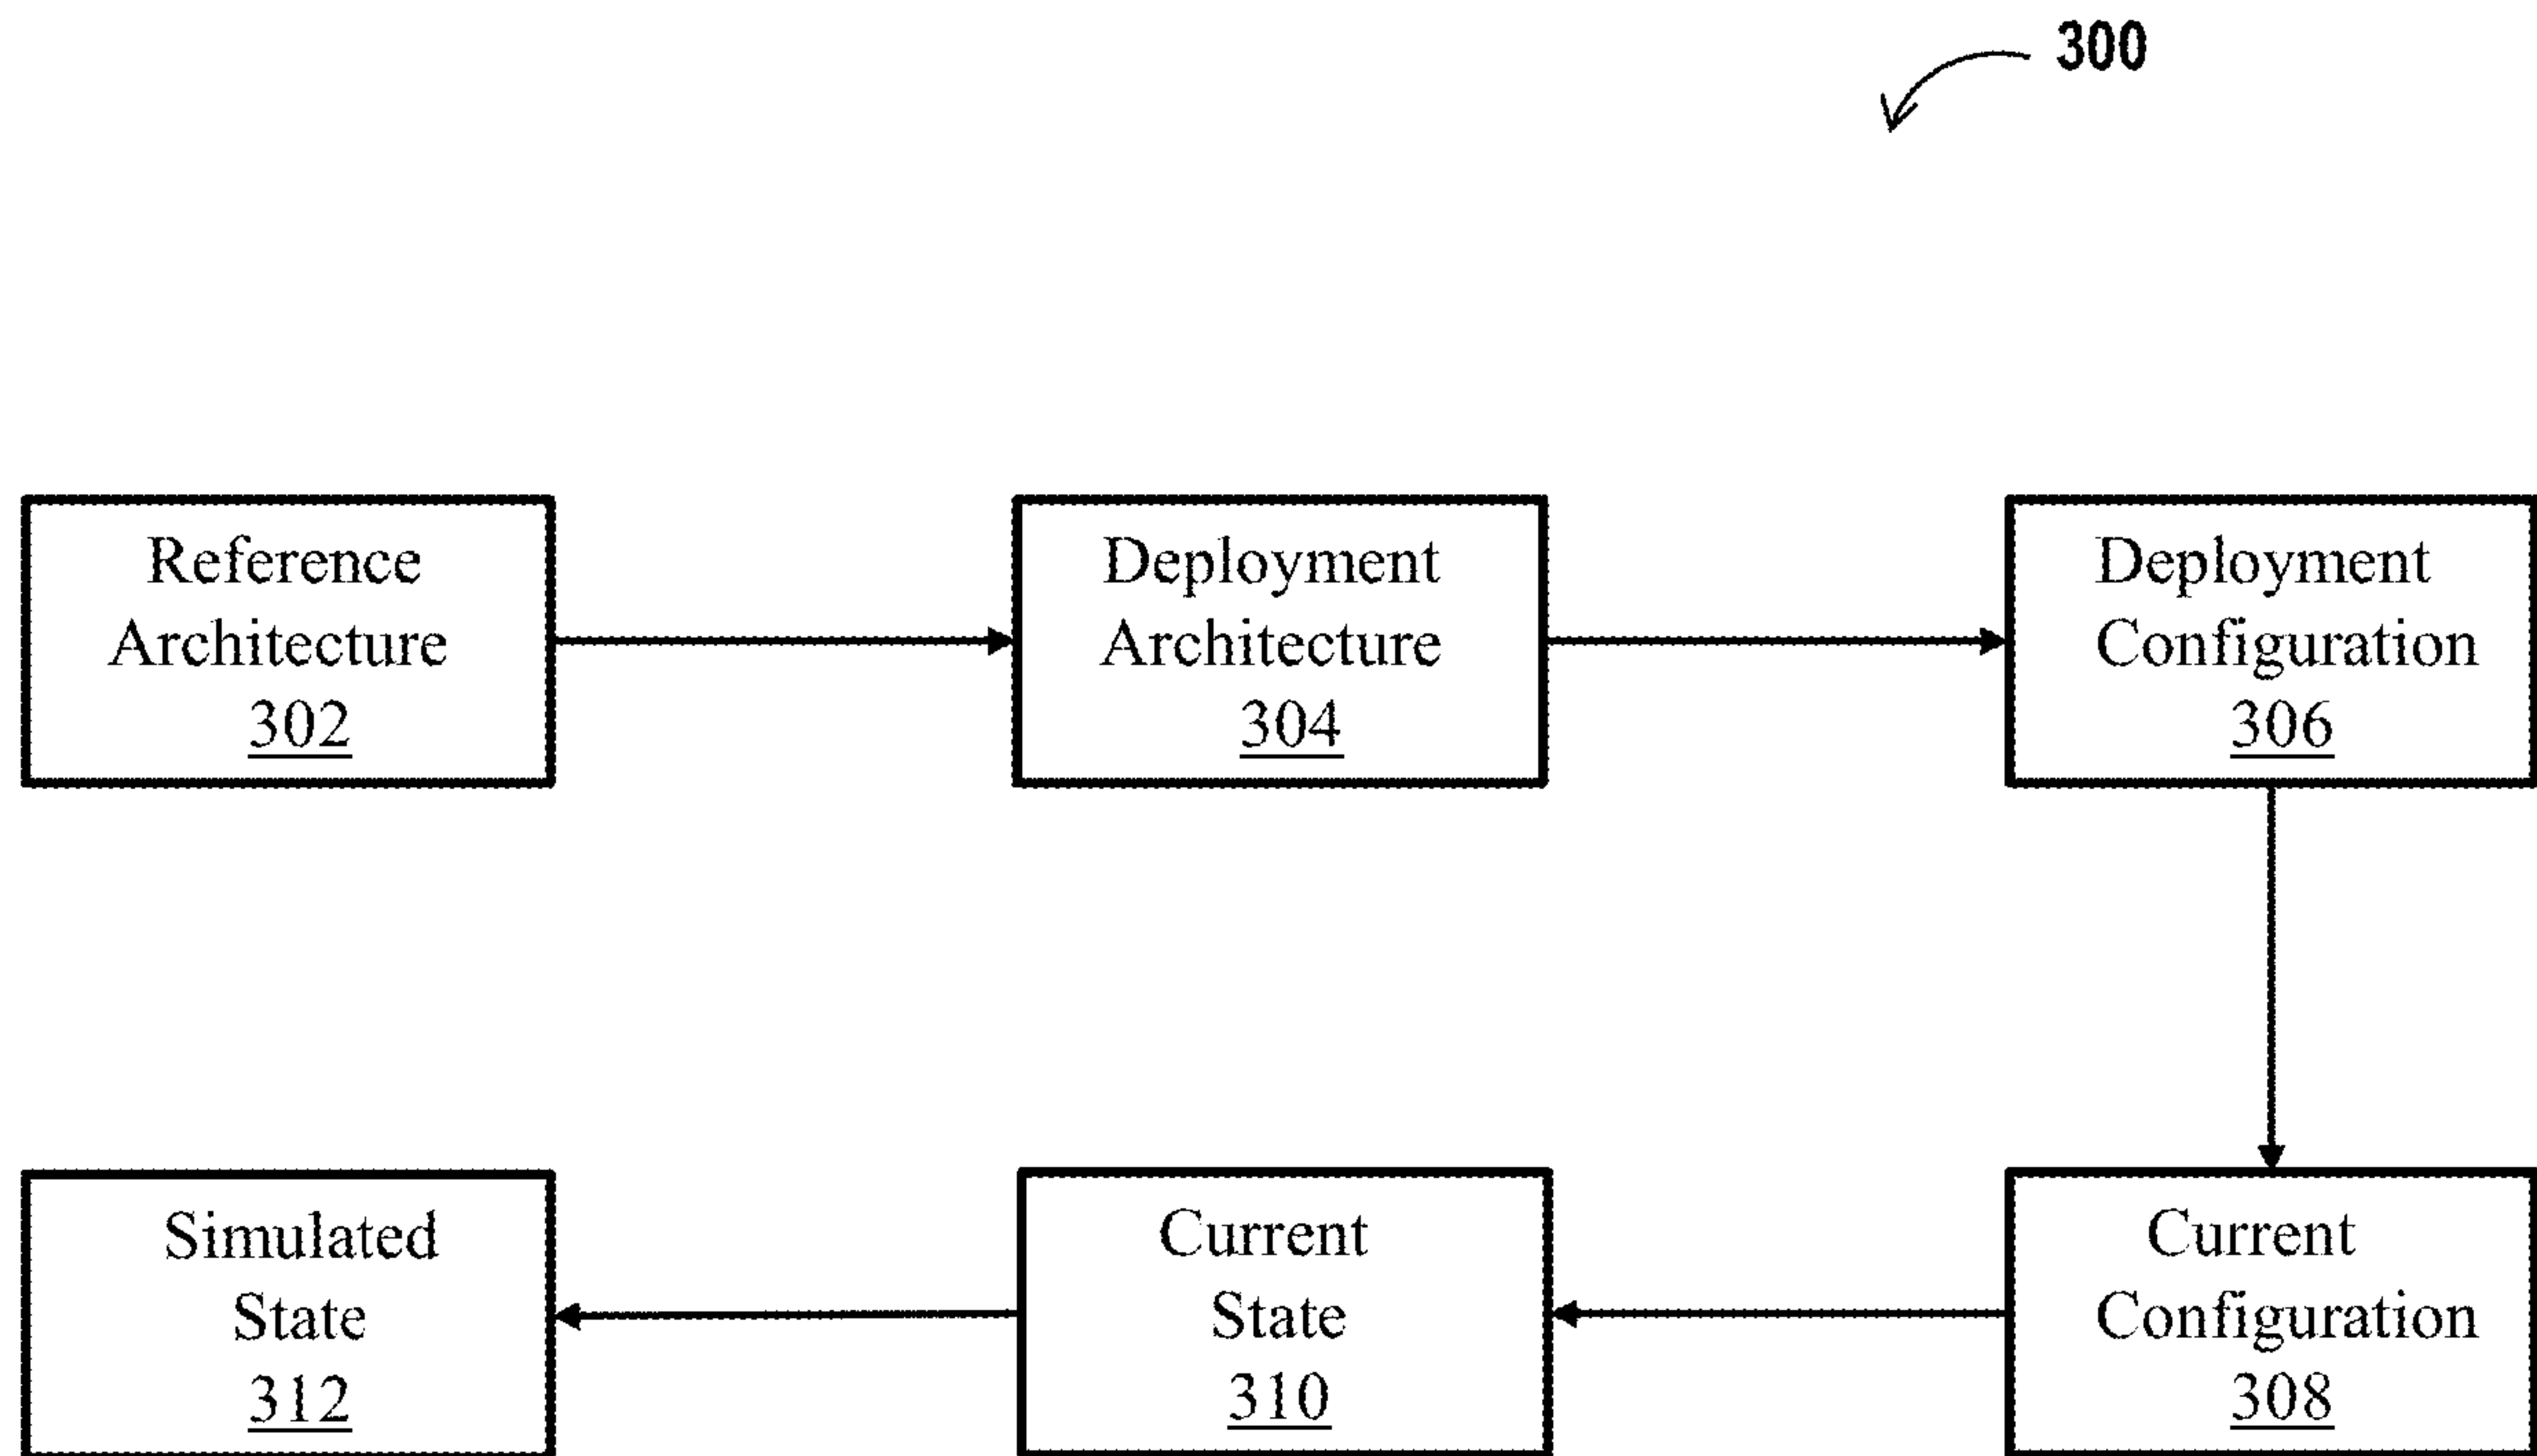 300
Reference
Architecture
302
Deployment
Architecture
304
Deployment
Configuration
306
Simulated
State
312
Current
State
310
Current
Configuration
308